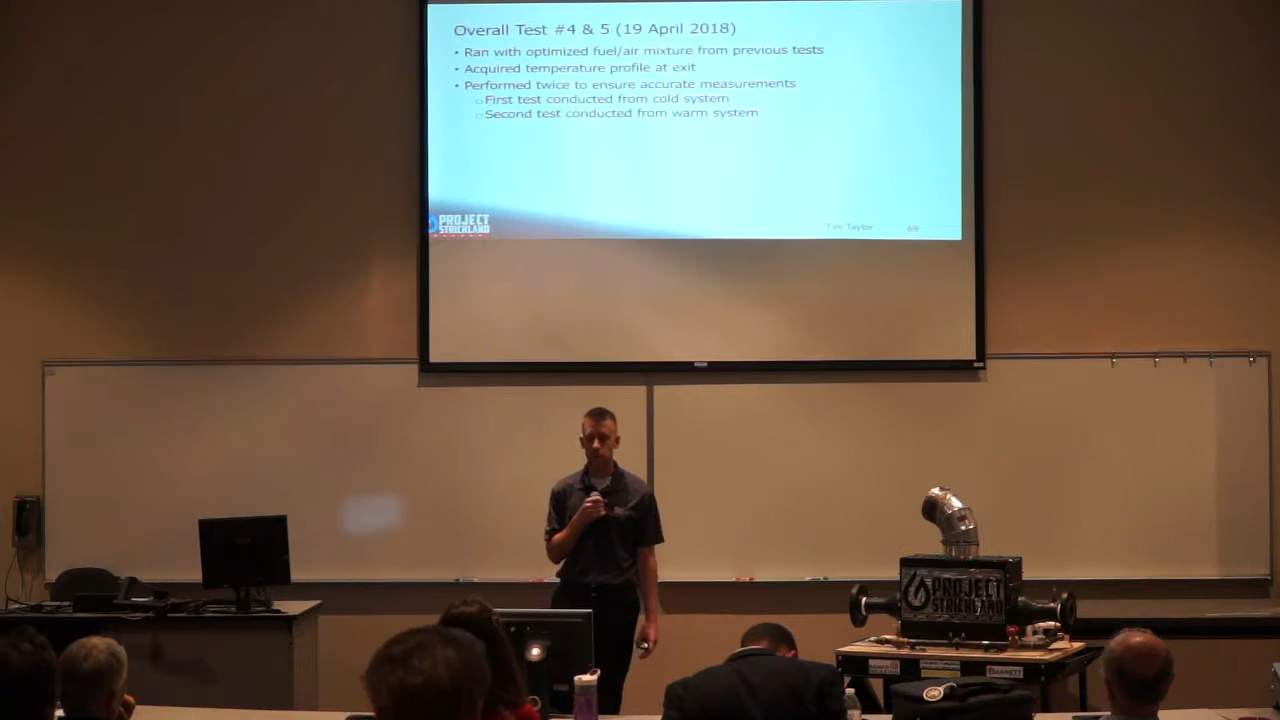 Overall Test #4 & 5 (19 April 2018)
• Ran with optimized fuel/air mixture from previous tests
• Acquired temperature profile at exit
• Performed twice to ensure accurate measurements
○First test conducted from cold system
○Second test conducted from warm system
PROJECT
STRICKLAND
Tim Taylor 69
PROJECT
STRICKLAND
BANNETT